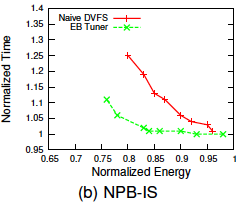 1.4
1.35
1.3
1.25
1.2
1.15
1.1
1.05
1
0.95
Normalized Time
Naive DVFS
EB Tuner
0.65 0.7 0.75 0.8 0.85 0.9 0.95 1
Normalized Energy
(b) NPB-IS